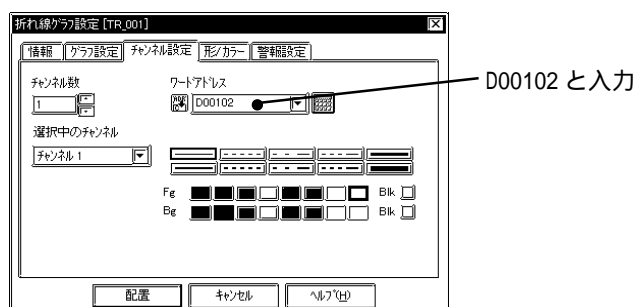 折れ線グラフ設定 [TR_001]
情報 グラフ設定 チャンネル設定 形/カラー 警報設定
チャンネル数 ワードアドレス
1 D00102
D00102 と入力
選択中のチャンネル
チャンネル 1
Fg Blk
Bg Blk
配置 キャンセル ヘルプ(H)